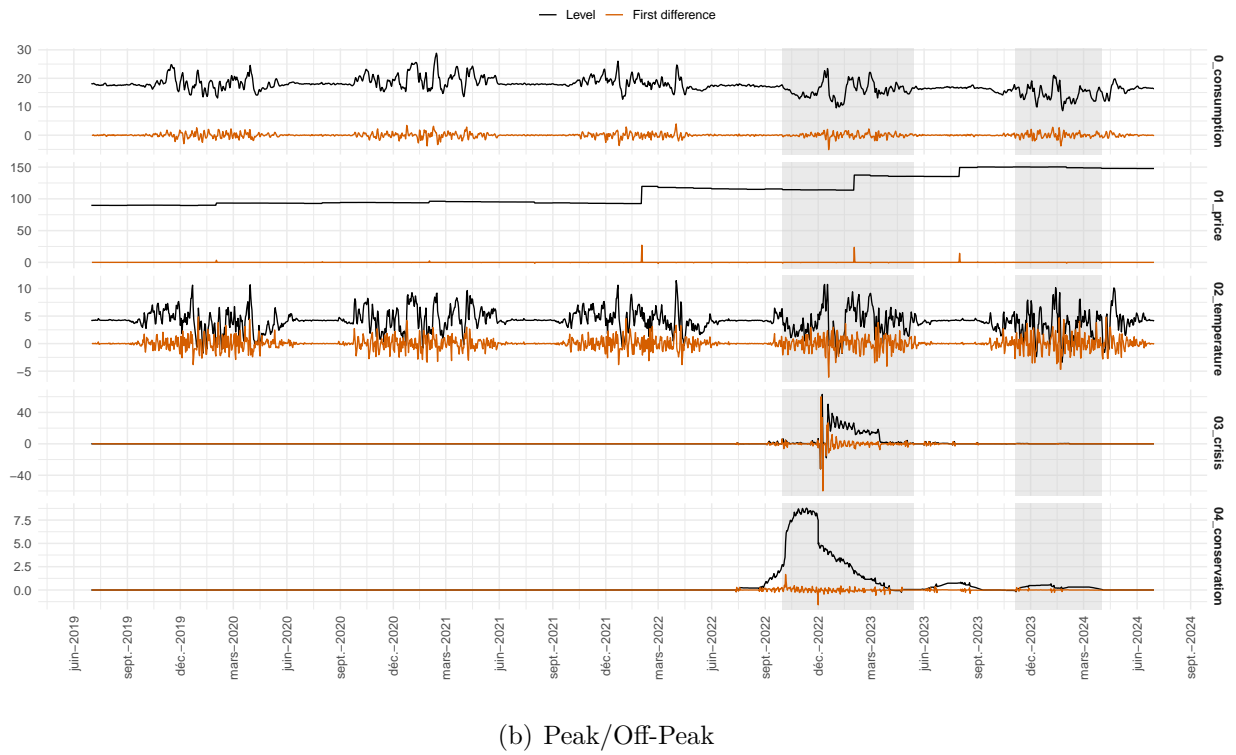 Level First difference
30
20
10
0
0_consumption
150
100
50
0
01_price
10
5
0
−5
02_temperature
40
0
−40
03_crisis
7.5
5.0
2.5
0.0
04_conservation
juin−2019 sept.−2019 déc.−2019 mars−2020 juin−2020 sept.−2020 déc.−2020 mars−2021 juin−2021 sept.−2021 déc.−2021 mars−2022 juin−2022 sept.−2022 déc.−2022 mars−2023 juin−2023 sept.−2023 déc.−2023 mars−2024 juin−2024 sept.−2024
(b) Peak/Off-Peak